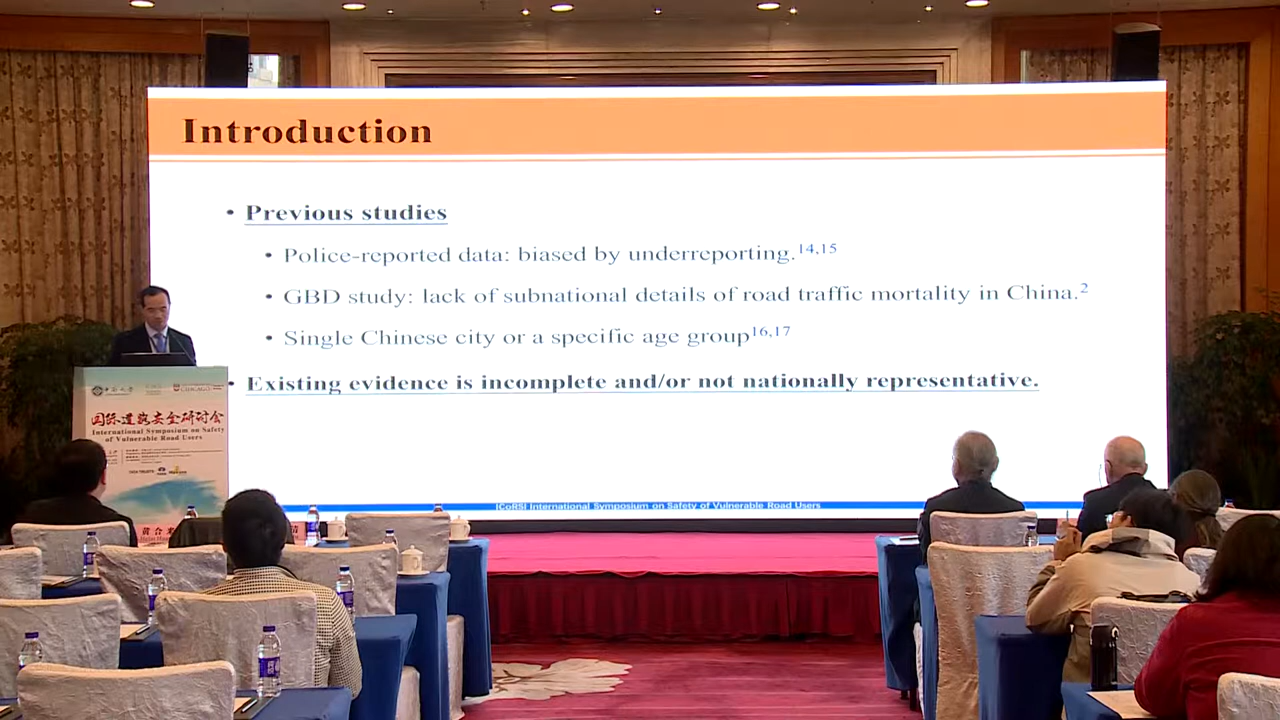 Introduction
• Previous studies
• Police-reported data: biased by underreporting.14,15
• GBD study: lack of subnational details of road traffic mortality in China.2
• Single Chinese city or a specific age group16,17
• Existing evidence is incomplete and/or not nationally representative.
ICoRSI International Symposium on Safety of Vulnerable Road Users
国际道路安全研讨会
International Symposium on Safety
of Vulnerable Road Users
TATA TRUSTS